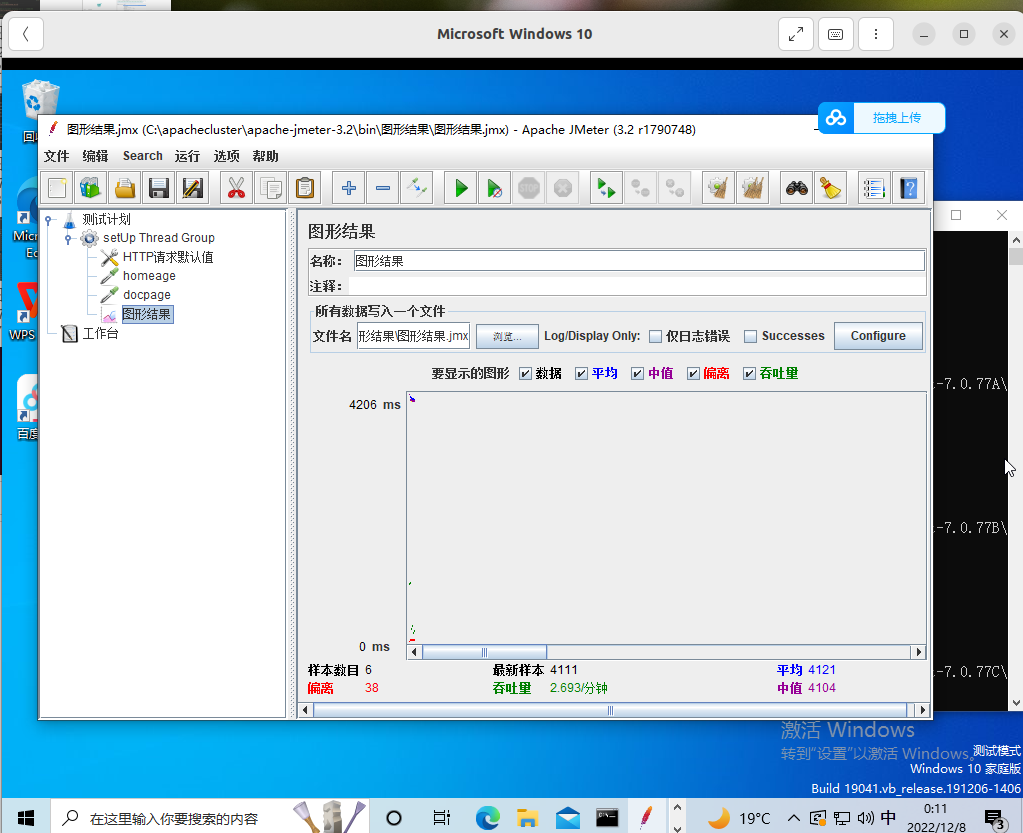 Microsoft Windows 10
拖拽上传
图形结果.jmx (C:\apachecluster\apache-jmeter-3.2\bin\图形结果\图形结果.jmx) - Apache JMeter (3.2 r1790748)
文件 编辑 Search 运行 选项 帮助
测试计划
setUp Thread Group
HTTP请求默认值
homeage
docpage
图形结果
工作台
图形结果
名称： 图形结果
注释：
所有数据写入一个文件
文件名 形结果\图形结果.jmx 浏览... Log/Display Only: 仅日志错误 Successes Configure
要显示的图形 数据 平均 中值 偏离 吞吐量
4206 ms
0 ms
样本数目 6 最新样本 4111 平均 4121
偏离 38 吞吐量 2.693/分钟 中值 4104
WPS
百度
-7.0.77A\
-7.0.77B\
-7.0.77C\
激活 Windows
转到"设置"以激活 Windows。
测试模式
Windows 10 家庭版
Build 19041.vb_release.191206-1406
在这里输入你要搜索的内容
19°C 中 0:11
2022/12/8 3